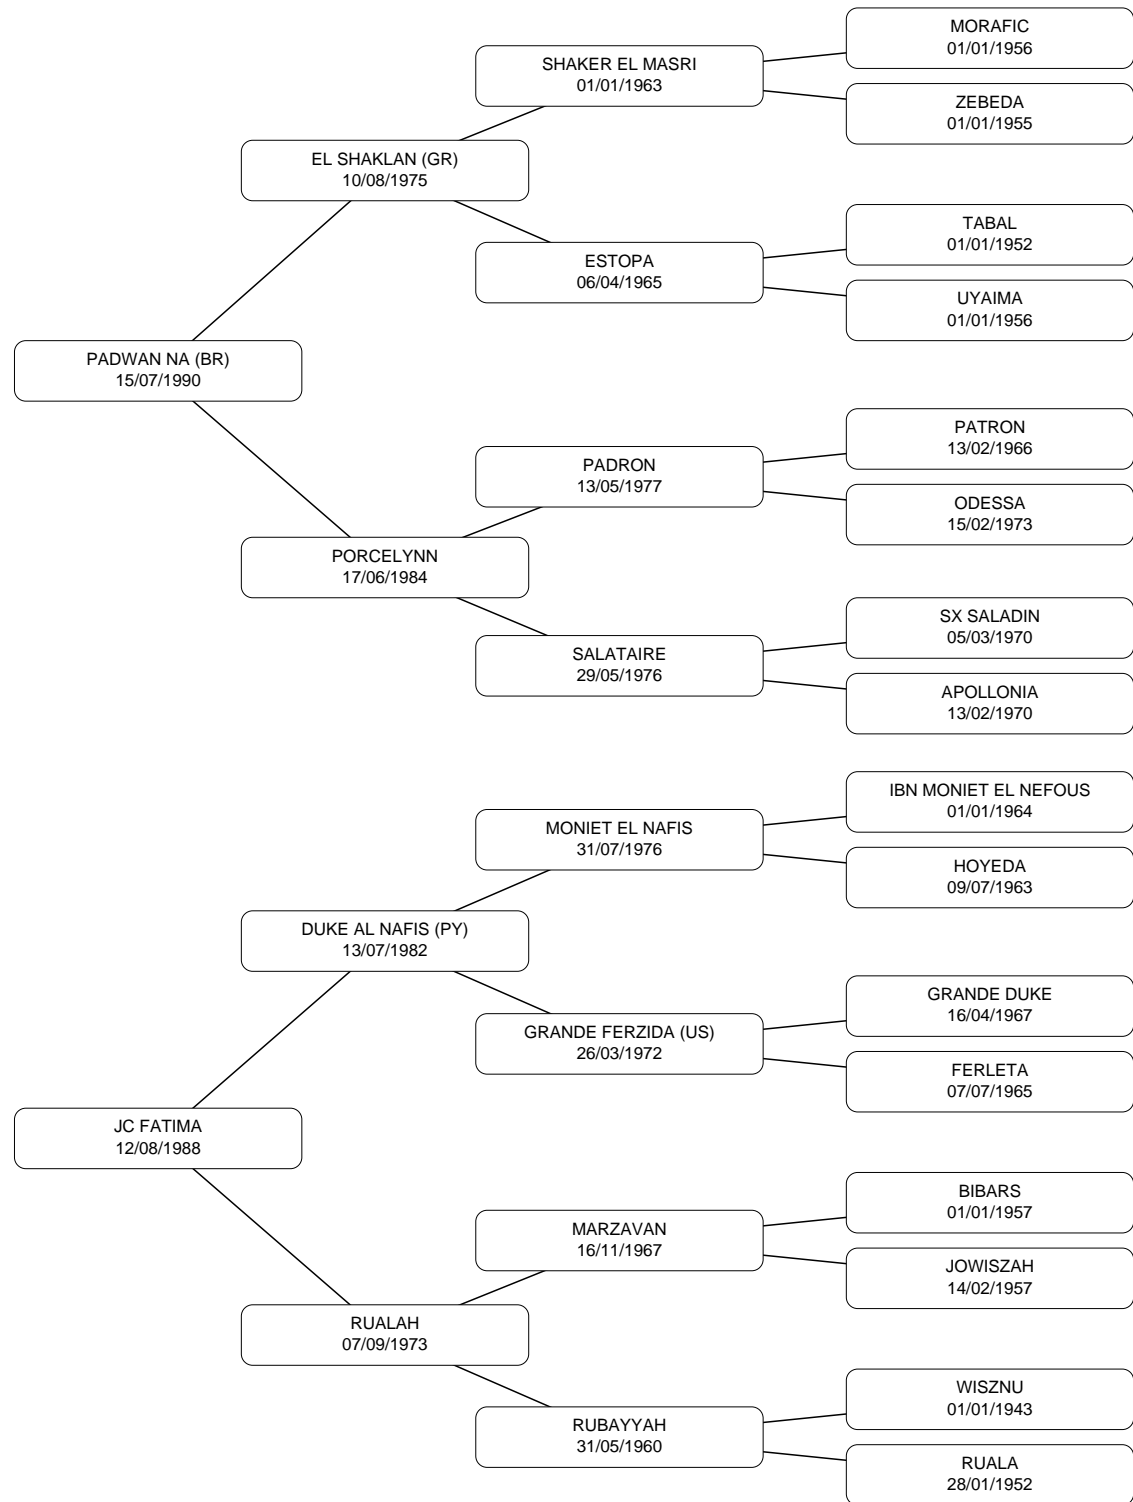 MORAFIC
01/01/1956
SHAKER EL MASRI
01/01/1963
ZEBEDA
01/01/1955
EL SHAKLAN (GR)
10/08/1975
TABAL
01/01/1952
ESTOPA
06/04/1965
UYAIMA
01/01/1956
PADWAN NA (BR)
15/07/1990
PATRON
13/02/1966
PADRON
13/05/1977
ODESSA
15/02/1973
PORCELYNN
17/06/1984
SX SALADIN
05/03/1970
SALATAIRE
29/05/1976
APOLLONIA
13/02/1970
IBN MONIET EL NEFOUS
01/01/1964
MONIET EL NAFIS
31/07/1976
HOYEDA
09/07/1963
DUKE AL NAFIS (PY)
13/07/1982
GRANDE DUKE
16/04/1967
GRANDE FERZIDA (US)
26/03/1972
FERLETA
07/07/1965
JC FATIMA
12/08/1988
BIBARS
01/01/1957
MARZAVAN
16/11/1967
JOWISZAH
14/02/1957
RUALAH
07/09/1973
WISZNU
01/01/1943
RUBAYYAH
31/05/1960
RUALA
28/01/1952